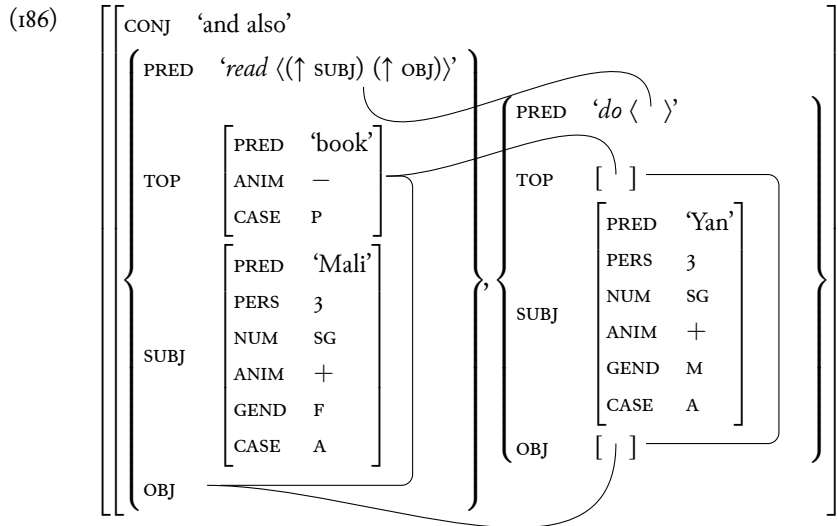 (186)
CONJ ‘and also’
PRED ‘read ⟨(↑ SUBJ) (↑ OBJ)⟩’
TOP
PRED ‘book’
ANIM −
CASE P
SUBJ
PRED ‘Mali’
PERS 3
NUM SG
ANIM +
GEND F
CASE A
OBJ
,
PRED ‘do ⟨ ⟩’
TOP [ ]
SUBJ
PRED ‘Yan’
PERS 3
NUM SG
ANIM +
GEND M
CASE A
OBJ [ ]